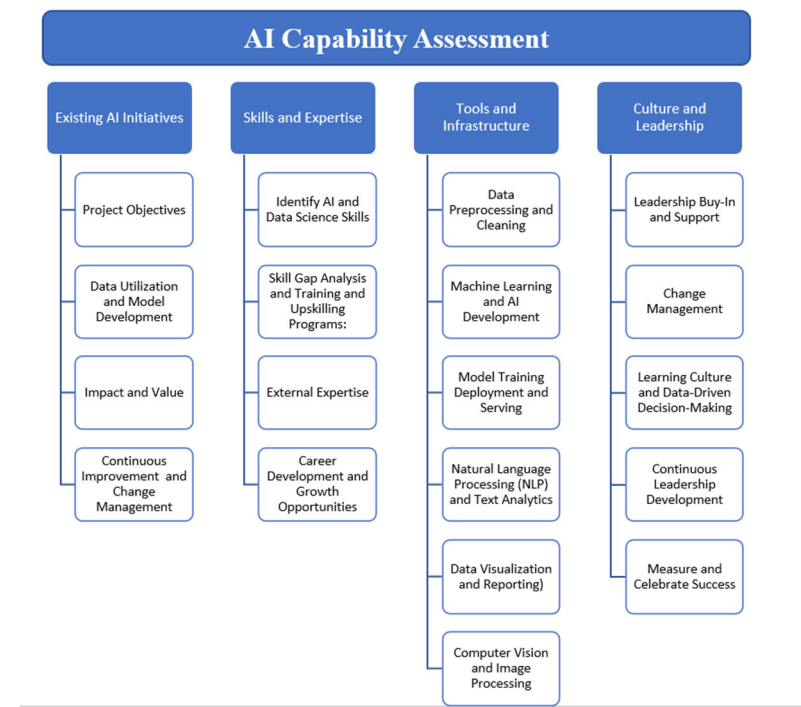 AI Capability Assessment
Existing AI Initiatives
Project Objectives
Data Utilization
and Model
Development
Impact and Value
Continuous
Improvement and
Change
Management
Skills and Expertise
Identify AI and
Data Science Skills
Skill Gap Analysis
and Training and
Upskilling
Programs:
External Expertise
Career
Development and
Growth
Opportunities
Tools and
Infrastructure
Data
Preprocessing and
Cleaning
Machine Learning
and AI
Development
Model Training
Deployment and
Serving
Natural Language
Processing (NLP)
and Text Analytics
Data Visualization
and Reporting)
Computer Vision
and Image
Processing
Culture and
Leadership
Leadership Buy-In
and Support
Change
Management
Learning Culture
and Data-Driven
Decision-Making
Continuous
Leadership
Development
Measure and
Celebrate Success